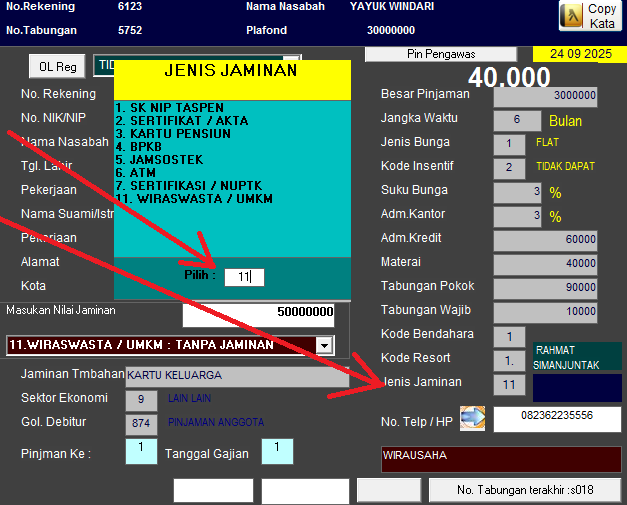 No.Rekening 6123 Nama Nasabah YAYUK WINDARI
No.Tabungan 5752 Plafond 30000000
Copy
Kata
Pin Pengawas 24 09 2025
OL Reg
JENIS JAMINAN
40.000
No. Rekening
1. SK NIP TASPEN
2. SERTIFIKAT / AKTA
3. KARTU PENSIUN
4. BPKB
5. JAMSOSTEK
6. ATM
7. SERTIFIKASI / NUPTK
11. WIRASWASTA / UMKM
Pilih : 11
No. NIK/NIP
Nama Nasabah
Tgl. Lahir
Pekerjaan
Nama Suami/Istr
Pekerjaan
Alamat
Kota
Masukan Nilai Jaminan 50000000
11.WIRASWASTA / UMKM : TANPA JAMINAN
Jaminan Tmbahan KARTU KELUARGA
Sektor Ekonomi 9 LAIN LAIN
Gol. Debitur 874 PINJAMAN ANGGOTA
Pinjman Ke : 1 Tanggal Gajian 1
Besar Pinjaman 3000000
Jangka Waktu 6 Bulan
Jenis Bunga 1 FLAT
Kode Insentif 2 TIDAK DAPAT
Suku Bunga 3 %
Adm.Kantor 3 %
Adm.Kredit 60000
Materai 40000
Tabungan Pokok 90000
Tabungan Wajib 10000
Kode Bendahara 1
Kode Resort 1. RAHMAT
SIMANJUNTAK
Jenis Jaminan 11
No. Telp / HP 082362235556
WIRAUSAHA
No. Tabungan terakhir :s018